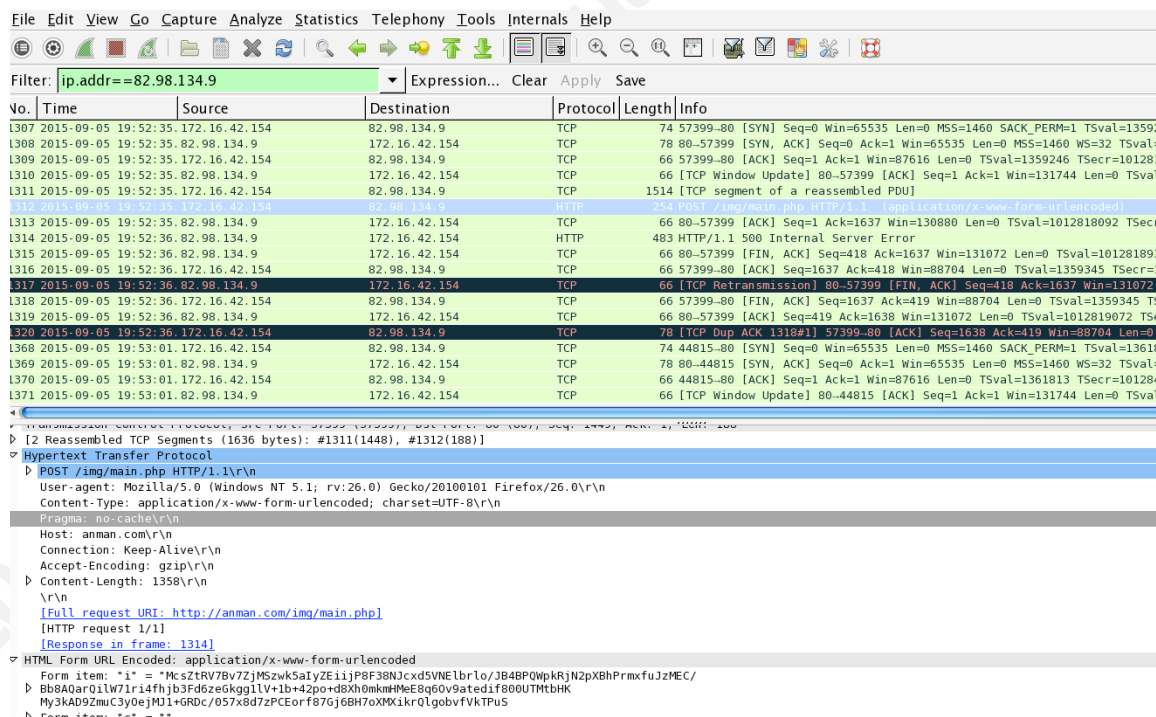 File Edit View Go Capture Analyze Statistics Telephony Tools Internals Help
Filter: ip.addr==82.98.134.9 Expression... Clear Apply Save
No. Time Source Destination Protocol Length Info
1307 2015-09-05 19:52:35. 172.16.42.154 82.98.134.9 TCP 74 57399→80 [SYN] Seq=0 Win=65535 Len=0 MSS=1460 SACK_PERM=1 TSval=13592
1308 2015-09-05 19:52:35. 82.98.134.9 172.16.42.154 TCP 78 80→57399 [SYN, ACK] Seq=0 Ack=1 Win=65535 Len=0 MSS=1460 WS=32 TSval=
1309 2015-09-05 19:52:35. 172.16.42.154 82.98.134.9 TCP 66 57399→80 [ACK] Seq=1 Ack=1 Win=87616 Len=0 TSval=1359246 TSecr=10128
1310 2015-09-05 19:52:35. 82.98.134.9 172.16.42.154 TCP 66 [TCP Window Update] 80→57399 [ACK] Seq=1 Ack=1 Win=131744 Len=0 TSva
1311 2015-09-05 19:52:35. 172.16.42.154 82.98.134.9 TCP 1514 [TCP segment of a reassembled PDU]
1312 2015-09-05 19:52:35. 172.16.42.154 82.98.134.9 HTTP 254 POST /img/main.php HTTP/1.1 (application/x-www-form-urlencoded)
1313 2015-09-05 19:52:35. 82.98.134.9 172.16.42.154 TCP 66 80→57399 [ACK] Seq=1 Ack=1637 Win=130880 Len=0 TSval=1012818092 TSec
1314 2015-09-05 19:52:36. 82.98.134.9 172.16.42.154 HTTP 483 HTTP/1.1 500 Internal Server Error
1315 2015-09-05 19:52:36. 82.98.134.9 172.16.42.154 TCP 66 80→57399 [FIN, ACK] Seq=418 Ack=1637 Win=131072 Len=0 TSval=10128189
1316 2015-09-05 19:52:36. 172.16.42.154 82.98.134.9 TCP 66 57399→80 [ACK] Seq=1637 Ack=418 Win=88704 Len=0 TSval=1359345 TSecr=
1317 2015-09-05 19:52:36. 82.98.134.9 172.16.42.154 TCP 66 [TCP Retransmission] 80→57399 [FIN, ACK] Seq=418 Ack=1637 Win=131072
1318 2015-09-05 19:52:36. 172.16.42.154 82.98.134.9 TCP 66 57399→80 [FIN, ACK] Seq=1637 Ack=419 Win=88704 Len=0 TSval=1359345 T
1319 2015-09-05 19:52:36. 82.98.134.9 172.16.42.154 TCP 66 80→57399 [ACK] Seq=419 Ack=1638 Win=131072 Len=0 TSval=1012819072 TS
1320 2015-09-05 19:52:36. 172.16.42.154 82.98.134.9 TCP 78 [TCP Dup ACK 1318#1] 57399→80 [ACK] Seq=1638 Ack=419 Win=88704 Len=0
1368 2015-09-05 19:53:01. 172.16.42.154 82.98.134.9 TCP 74 44815→80 [SYN] Seq=0 Win=65535 Len=0 MSS=1460 SACK_PERM=1 TSval=13618
1369 2015-09-05 19:53:01. 82.98.134.9 172.16.42.154 TCP 78 80→44815 [SYN, ACK] Seq=0 Ack=1 Win=65535 Len=0 MSS=1460 WS=32 TSval=
1370 2015-09-05 19:53:01. 172.16.42.154 82.98.134.9 TCP 66 44815→80 [ACK] Seq=1 Ack=1 Win=87616 Len=0 TSval=1361813 TSecr=101284
1371 2015-09-05 19:53:01. 82.98.134.9 172.16.42.154 TCP 66 [TCP Window Update] 80→44815 [ACK] Seq=1 Ack=1 Win=131744 Len=0 TSva
[2 Reassembled TCP Segments (1636 bytes): #1311(1448), #1312(188)]
Hypertext Transfer Protocol
POST /img/main.php HTTP/1.1\r\n
User-agent: Mozilla/5.0 (Windows NT 5.1; rv:26.0) Gecko/20100101 Firefox/26.0\r\n
Content-Type: application/x-www-form-urlencoded; charset=UTF-8\r\n
Pragma: no-cache\r\n
Host: anman.com\r\n
Connection: Keep-Alive\r\n
Accept-Encoding: gzip\r\n
Content-Length: 1358\r\n
\r\n
[Full request URI: http://anman.com/img/main.php]
[HTTP request 1/1]
[Response in frame: 1314]
HTML Form URL Encoded: application/x-www-form-urlencoded
Form item: "i" = "McsZtRV7Bv7ZjMSzwk5aIyZEiijP8F38NJcxd5VNElbrlo/JB4BPQWpkRjN2pXBhPrmxfuJzMEC/
Bb8AQarQilW71ri4fhjb3Fd6zeGkgg1lV+1b+42po+d8Xh0mkmHMeE8q6Ov9atedif800UTMtbHK
My3kAD9ZmuC3yOejMJ1+GRDc/057x8d7zPCEorf87Gj6BH7oXMXikrQlgobvfVkTPuS